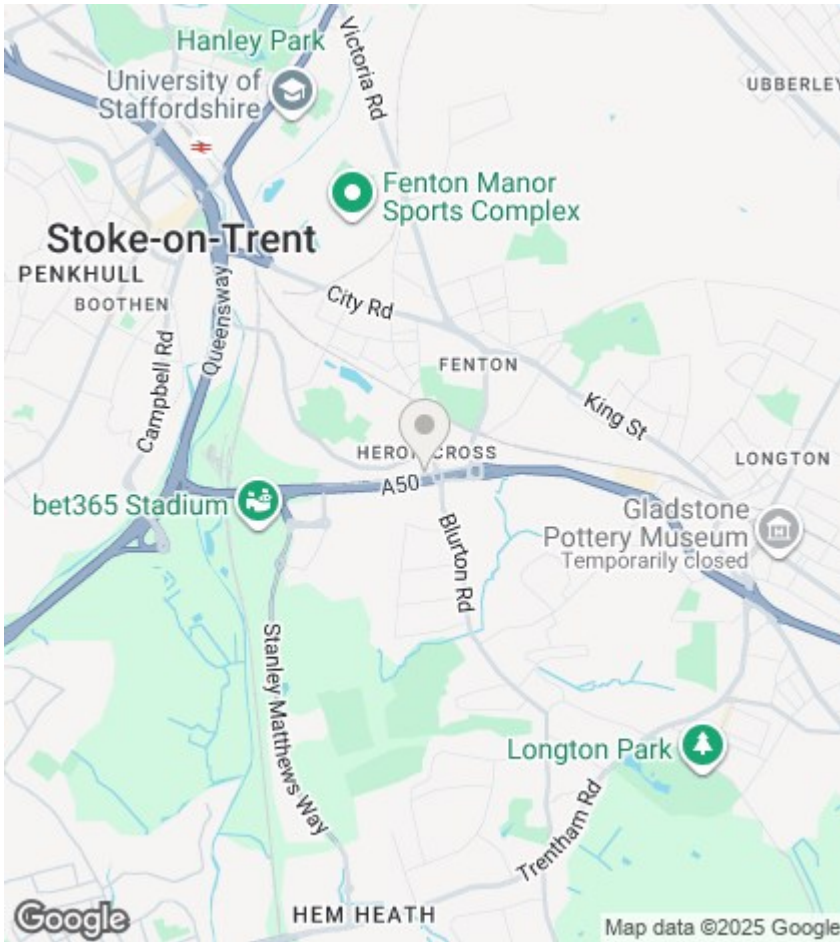 Hanley Park
University of
Staffordshire
Victoria Rd
UBBERLEY
Fenton Manor
Sports Complex
Stoke-on-Trent
PENKHULL
BOOTHEN
Queensway
City Rd
Campbell Rd
FENTON
King St
HERON CROSS
LONGTON
A50
bet365 Stadium
Gladstone
Pottery Museum
Temporarily closed
Blurton Rd
Stanley Matthews Way
Longton Park
Trentham Rd
HEM HEATH
Google
Map data ©2025 Google